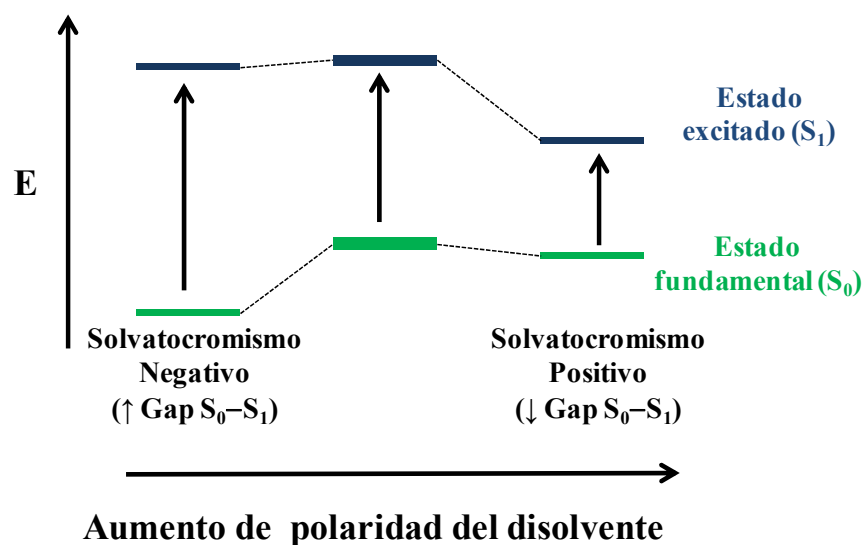 E
Estado
excitado (S₁)
Estado
fundamental (S₀)
Solvatocromismo
Negativo
(↑ Gap S₀–S₁)
Solvatocromismo
Positivo
(↓ Gap S₀–S₁)
Aumento de polaridad del disolvente